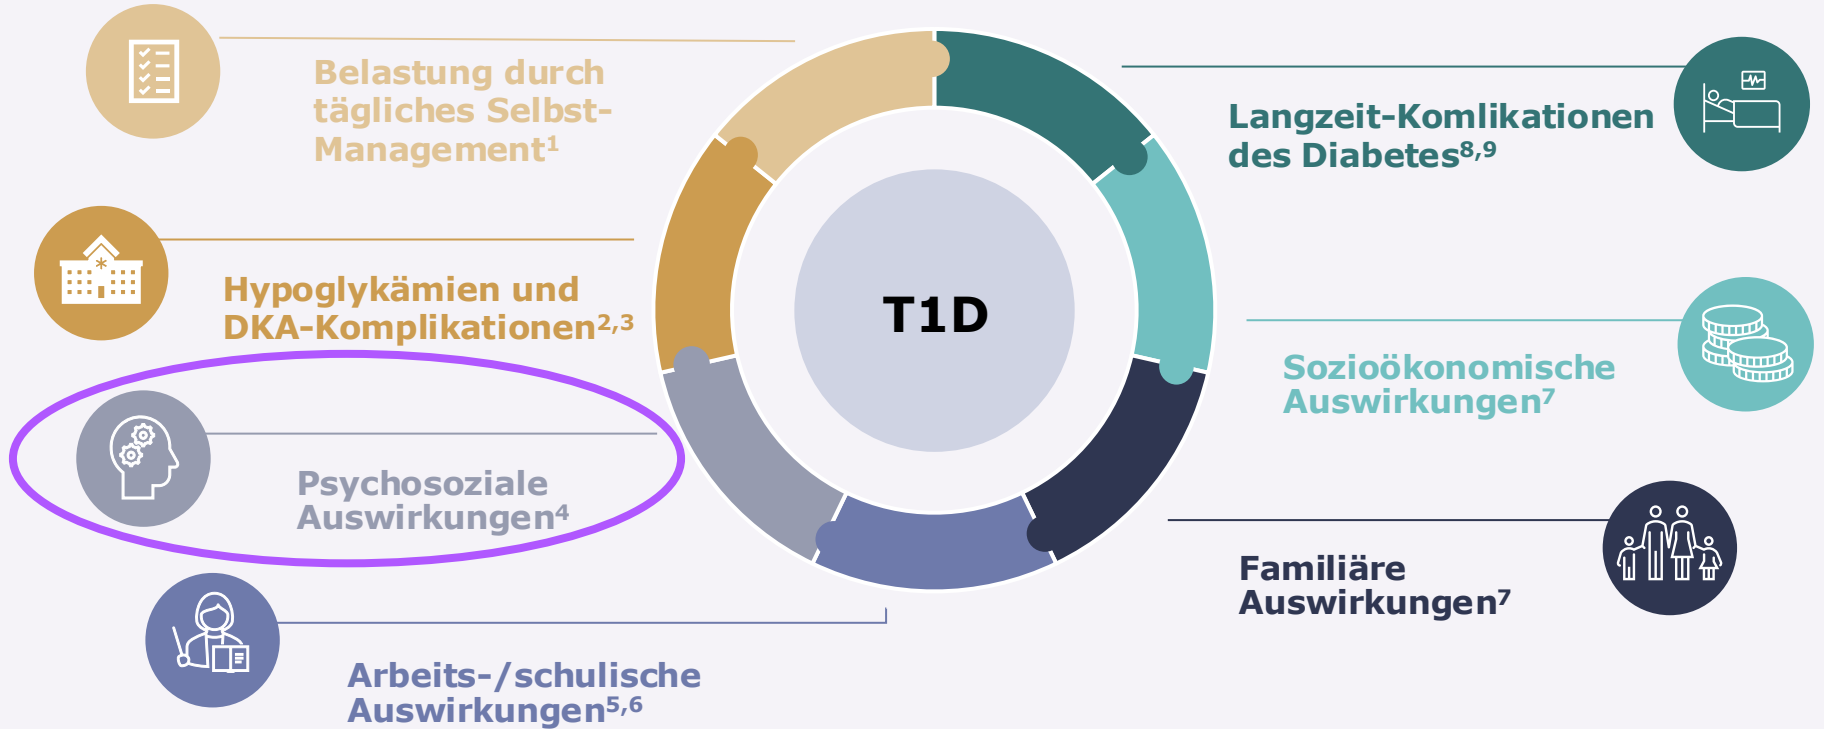 Belastung durch
tägliches Selbst-
Management¹
Hypoglykämien und
DKA-Komplikationen²,³
Psychosoziale
Auswirkungen⁴
Arbeits-/schulische
Auswirkungen⁵,⁶
T1D
Langzeit-Komlikationen
des Diabetes⁸,⁹
Sozioökonomische
Auswirkungen⁷
Familiäre
Auswirkungen⁷